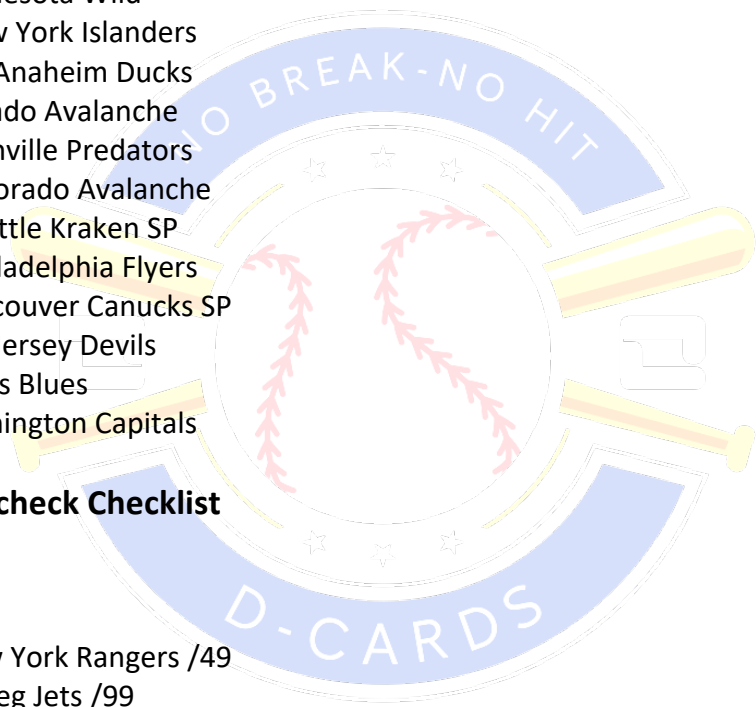 nesota Wild
w York Islanders
Anaheim Ducks
ado Avalanche
nville Predators
orado Avalanche
ttle Kraken SP
ladelphia Flyers
couver Canucks SP
ersey Devils
s Blues
hington Capitals
check Checklist
w York Rangers /49
eg Jets /99
NO BREAK-NO HIT
D-CARDS